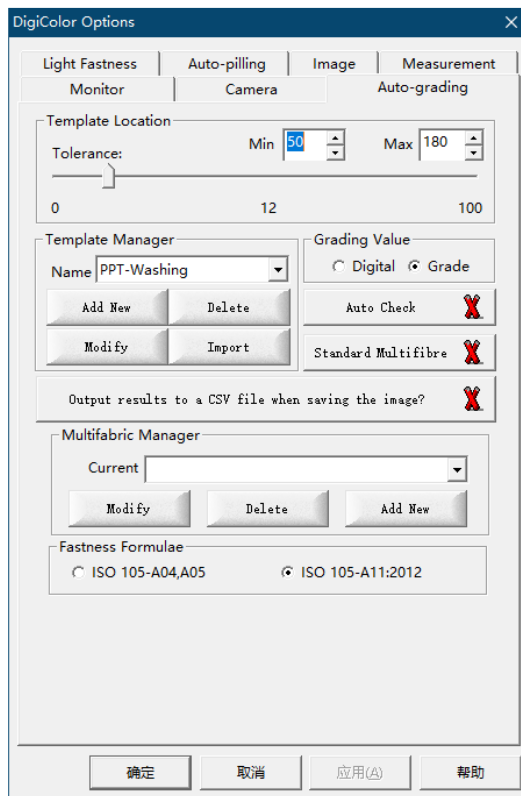 DigiColor Options
Light Fastness Auto-pilling Image Measurement
Monitor Camera Auto-grading
Template Location
Tolerance: Min 50 Max 180
0 12 100
Template Manager
Name PPT-Washing
Add New Delete
Modify Import
Grading Value
Digital Grade
Auto Check
Standard Multifibre
Output results to a CSV file when saving the image?
Multifabric Manager
Current
Modify Delete Add New
Fastness Formulae
ISO 105-A04,A05 ISO 105-A11:2012
确定 取消 应用(A) 帮助